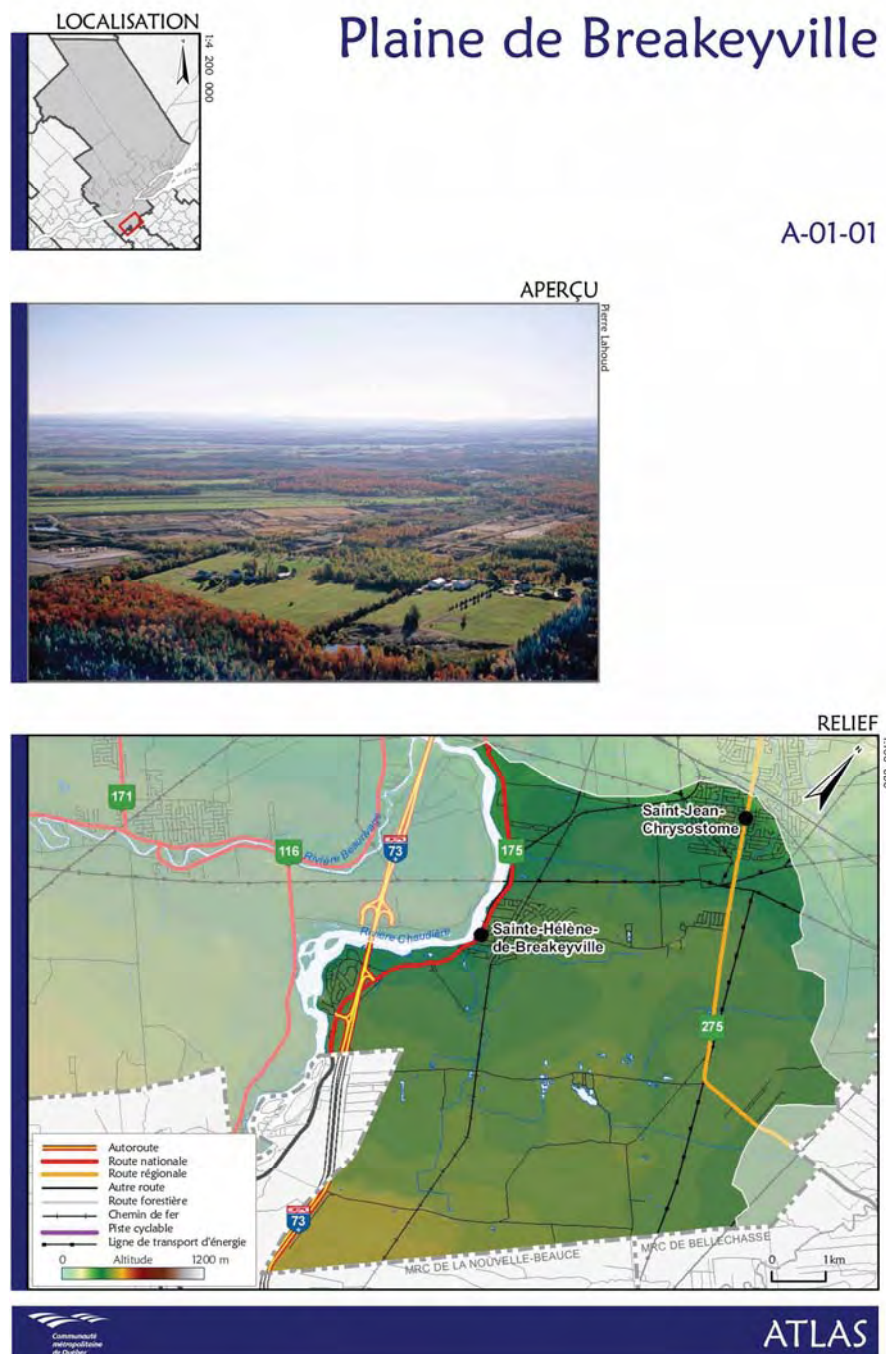 LOCALISATION
1:4 200 000
Plaine de Breakeyville
A-01-01
APERÇU
Pierre Lahoud
RELIEF
171
116
Rivière Beaurivage
73
175
Saint-Jean-
Chrysostome
Rivière Chaudière
Sainte-Hélène-
de-Breakeyville
275
Autoroute
Route nationale
Route régionale
Autre route
Route forestière
Chemin de fer
Piste cyclable
Ligne de transport d'énergie
0 Altitude 1200 m
73
MRC DE LA NOUVELLE-BEAUCE
MRC DE BELLECHASSE
0 1km
Communauté
métropolitaine
de Québec
ATLAS